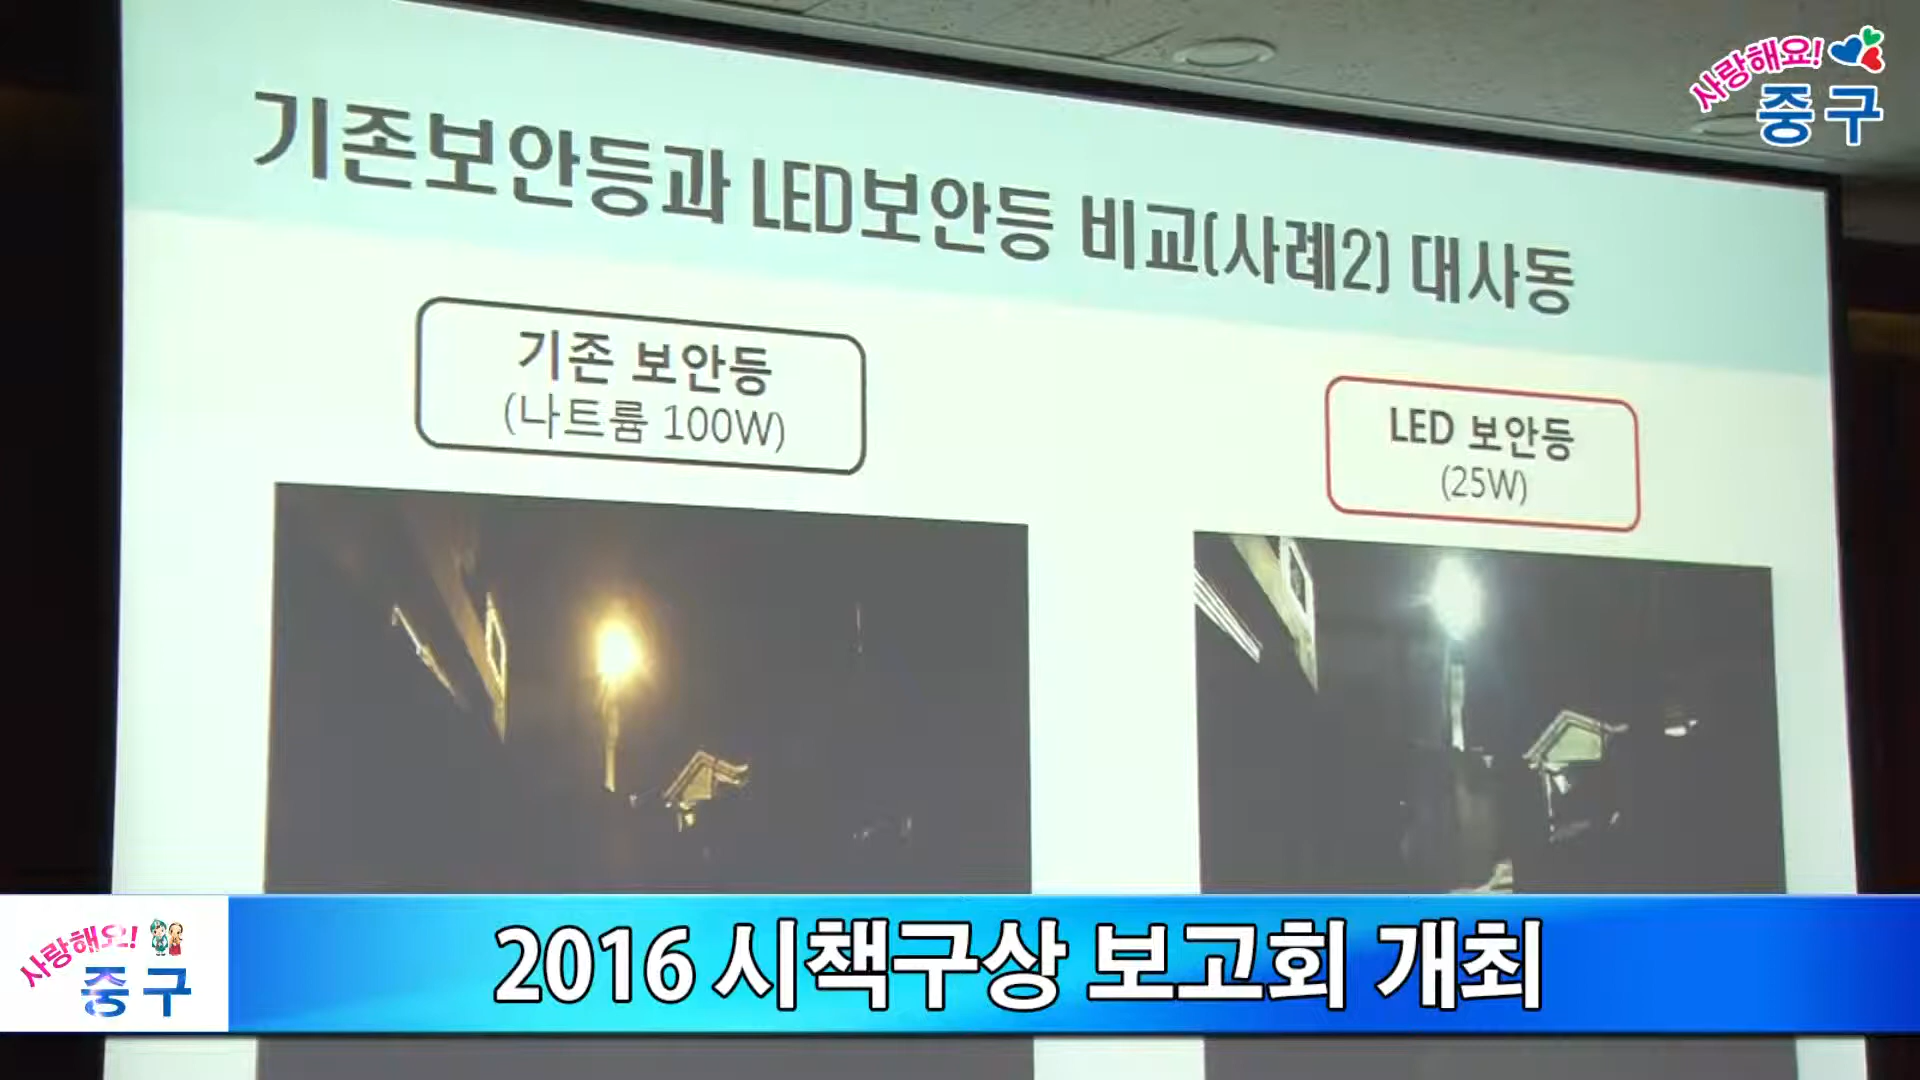 사랑해요!
중구
기존보안등과 LED보안등 비교(사례2) 대사동
기존 보안등
(나트륨 100W)
LED 보안등
(25W)
사랑해요!
중구
2016 시책구상 보고회 개최